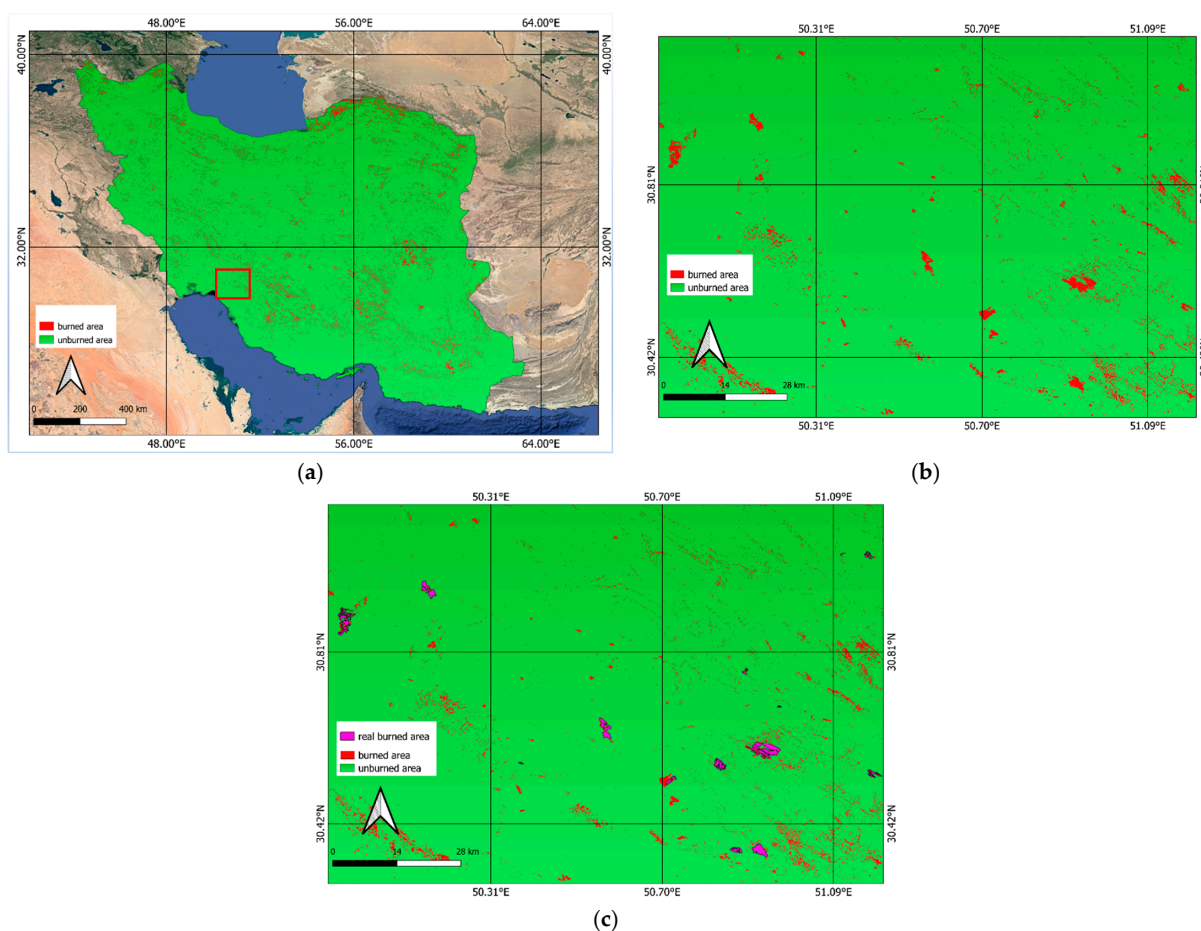 48.00°E 56.00°E 64.00°E
40.00°N 40.00°N
32.00°N 32.00°N
burned area
unburned area
0 200 400 km
48.00°E 56.00°E 64.00°E
(a)
50.31°E 50.70°E 51.09°E
30.81°N
burned area
unburned area
30.42°N
0 14 28 km
50.31°E 50.70°E 51.09°E
(b)
50.31°E 50.70°E 51.09°E
30.81°N 30.81°N
real burned area
burned area
unburned area
30.42°N 30.42°N
0 14 28 km
50.31°E 50.70°E 51.09°E
(c)